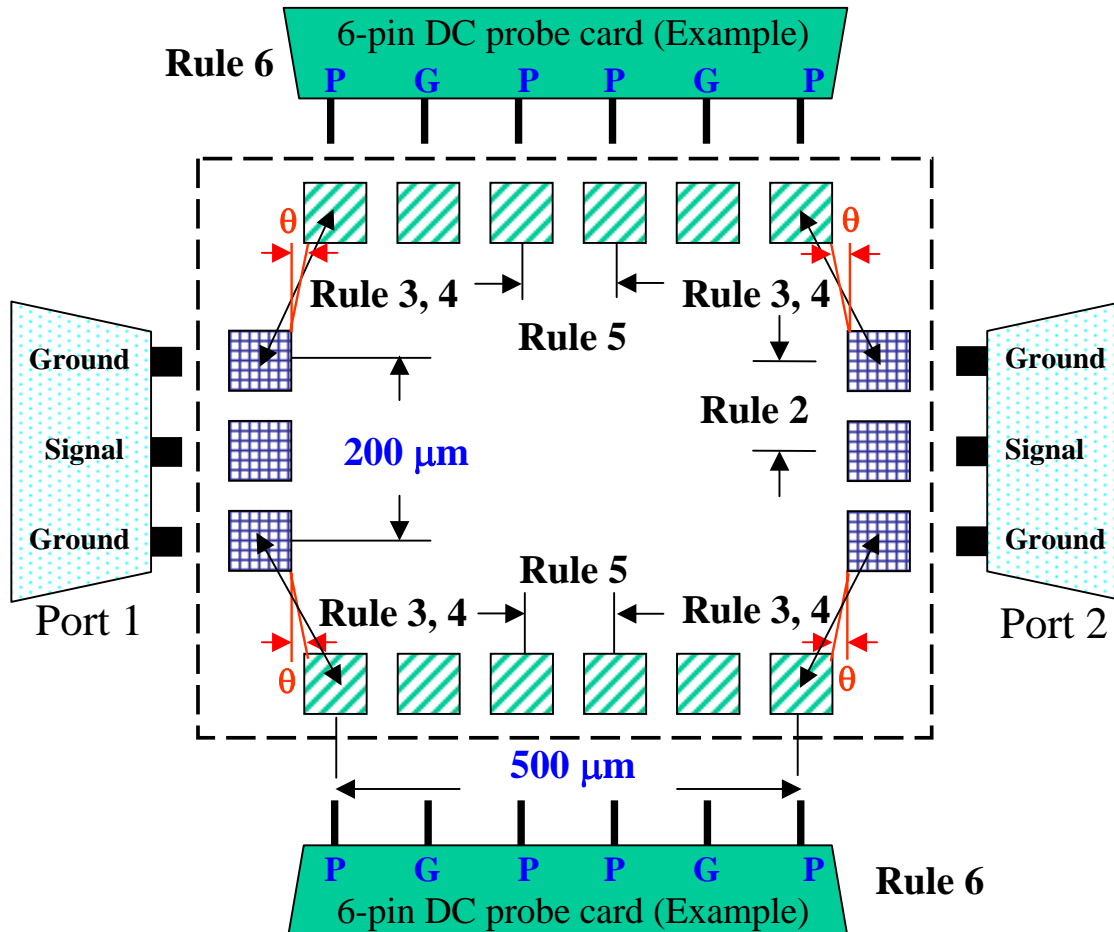 6-pin DC probe card (Example)
Rule 6
P G P P G P
θ θ
Rule 3, 4 Rule 3, 4
Rule 5
Ground Ground
Rule 2
Signal 200 μm Signal
Ground Ground
Rule 5
Port 1 Rule 3, 4 Rule 3, 4 Port 2
θ θ
500 μm
P G P P G P
Rule 6
6-pin DC probe card (Example)